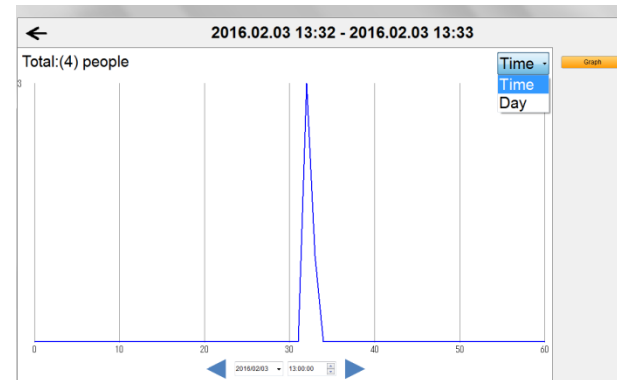 2016.02.03 13:32 - 2016.02.03 13:33
Total:(4) people
Time
Graph
Time
Day
3
0 10 20 30 40 50 60
2016/02/03 13:00:00